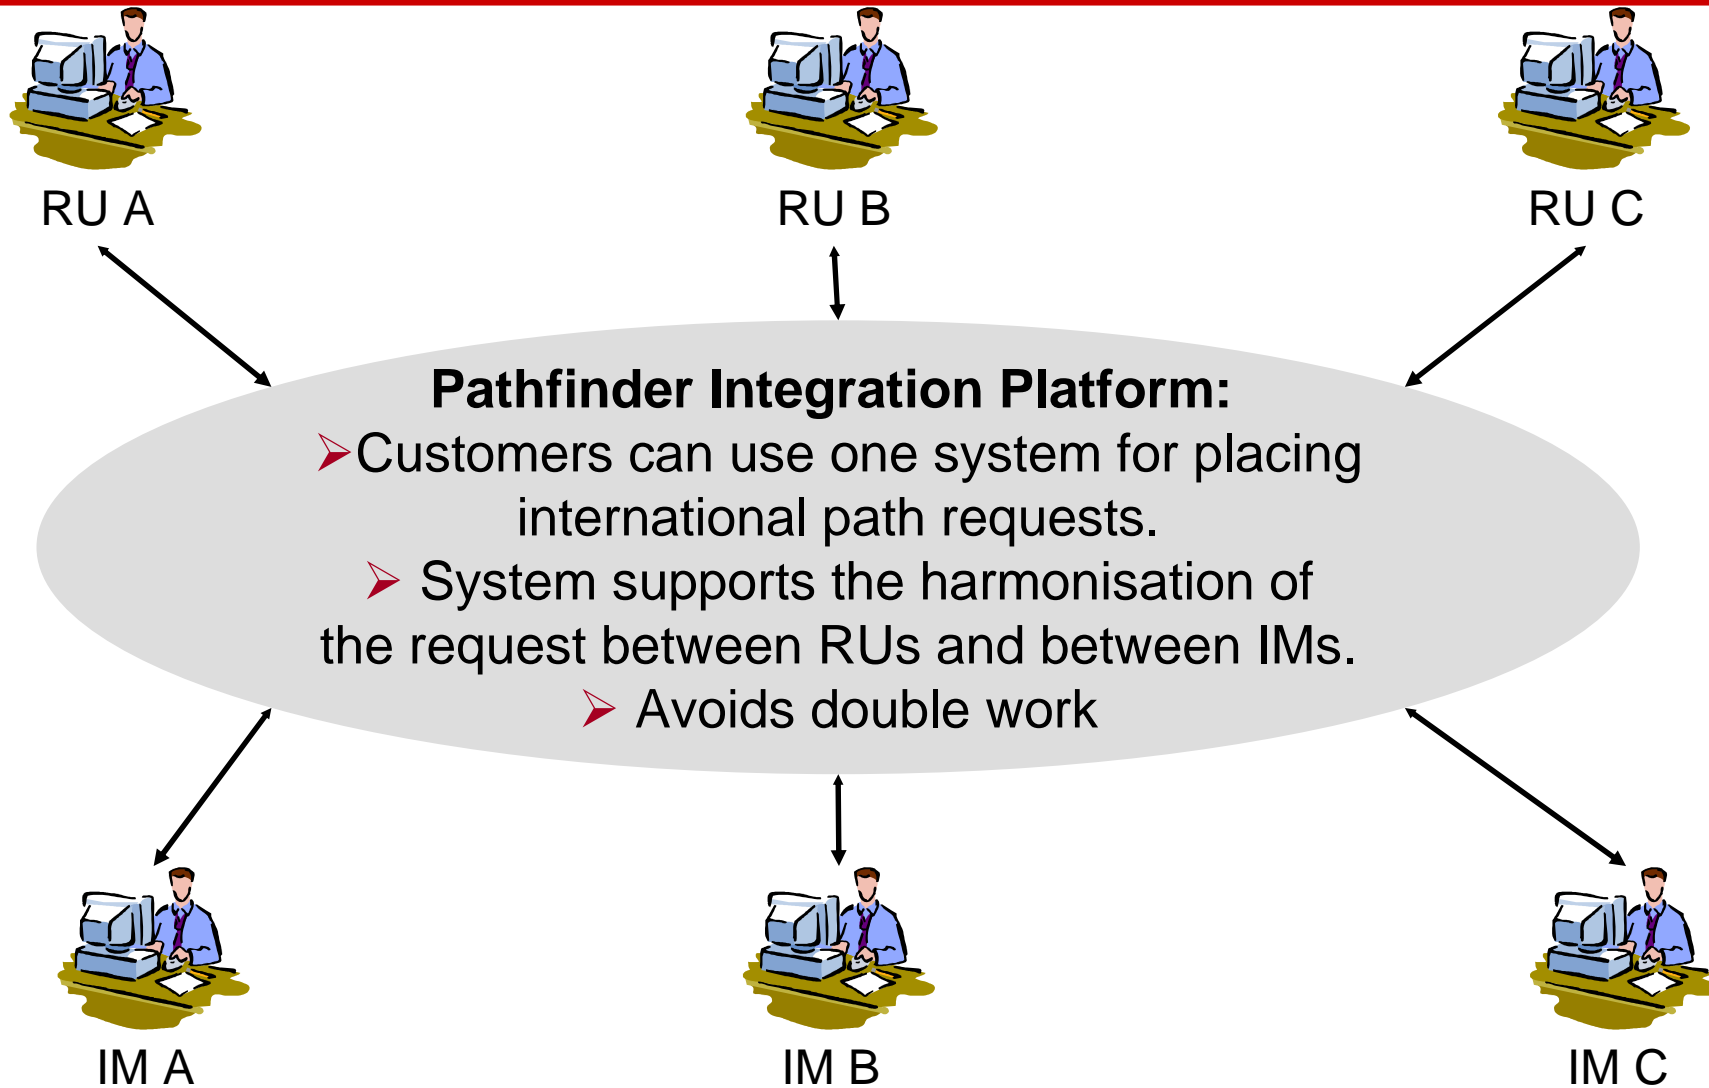 RU A
RU B
RU C
Pathfinder Integration Platform:
➢Customers can use one system for placing
international path requests.
➢ System supports the harmonisation of
the request between RUs and between IMs.
➢ Avoids double work
IM A
IM B
IM C